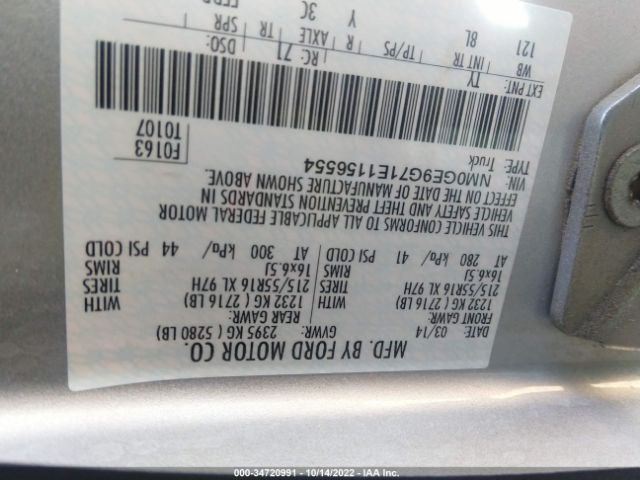 MFD. BY FORD MOTOR CO.
DATE: 03/14 GVWR: 2395 KG ( 5280 LB)
FRONT GAWR: REAR GAWR:
1232 KG ( 2716 LB) WITH 1232 KG ( 2716 LB) WITH
215/55R16 XL 97H TIRES 215/55R16 XL 97H TIRES
16x6.5J RIMS 16x6.5J RIMS
AT 280 kPa/ 41 PSI COLD AT 300 kPa/ 44 PSI COLD
THIS VEHICLE CONFORMS TO ALL APPLICABLE FEDERAL MOTOR
VEHICLE SAFETY AND THEFT PREVENTION STANDARDS IN
EFFECT ON THE DATE OF MANUFACTURE SHOWN ABOVE.
VIN: NM0GE9G71E1156554
TYPE: Truck
F0163
T0107
EXT PNT: TY RC: 71 DSO:
WB INT TR TP/PS R AXLE TR SPR
121 8L Y 3C
000-34720991 - 10/14/2022 - IAA Inc.